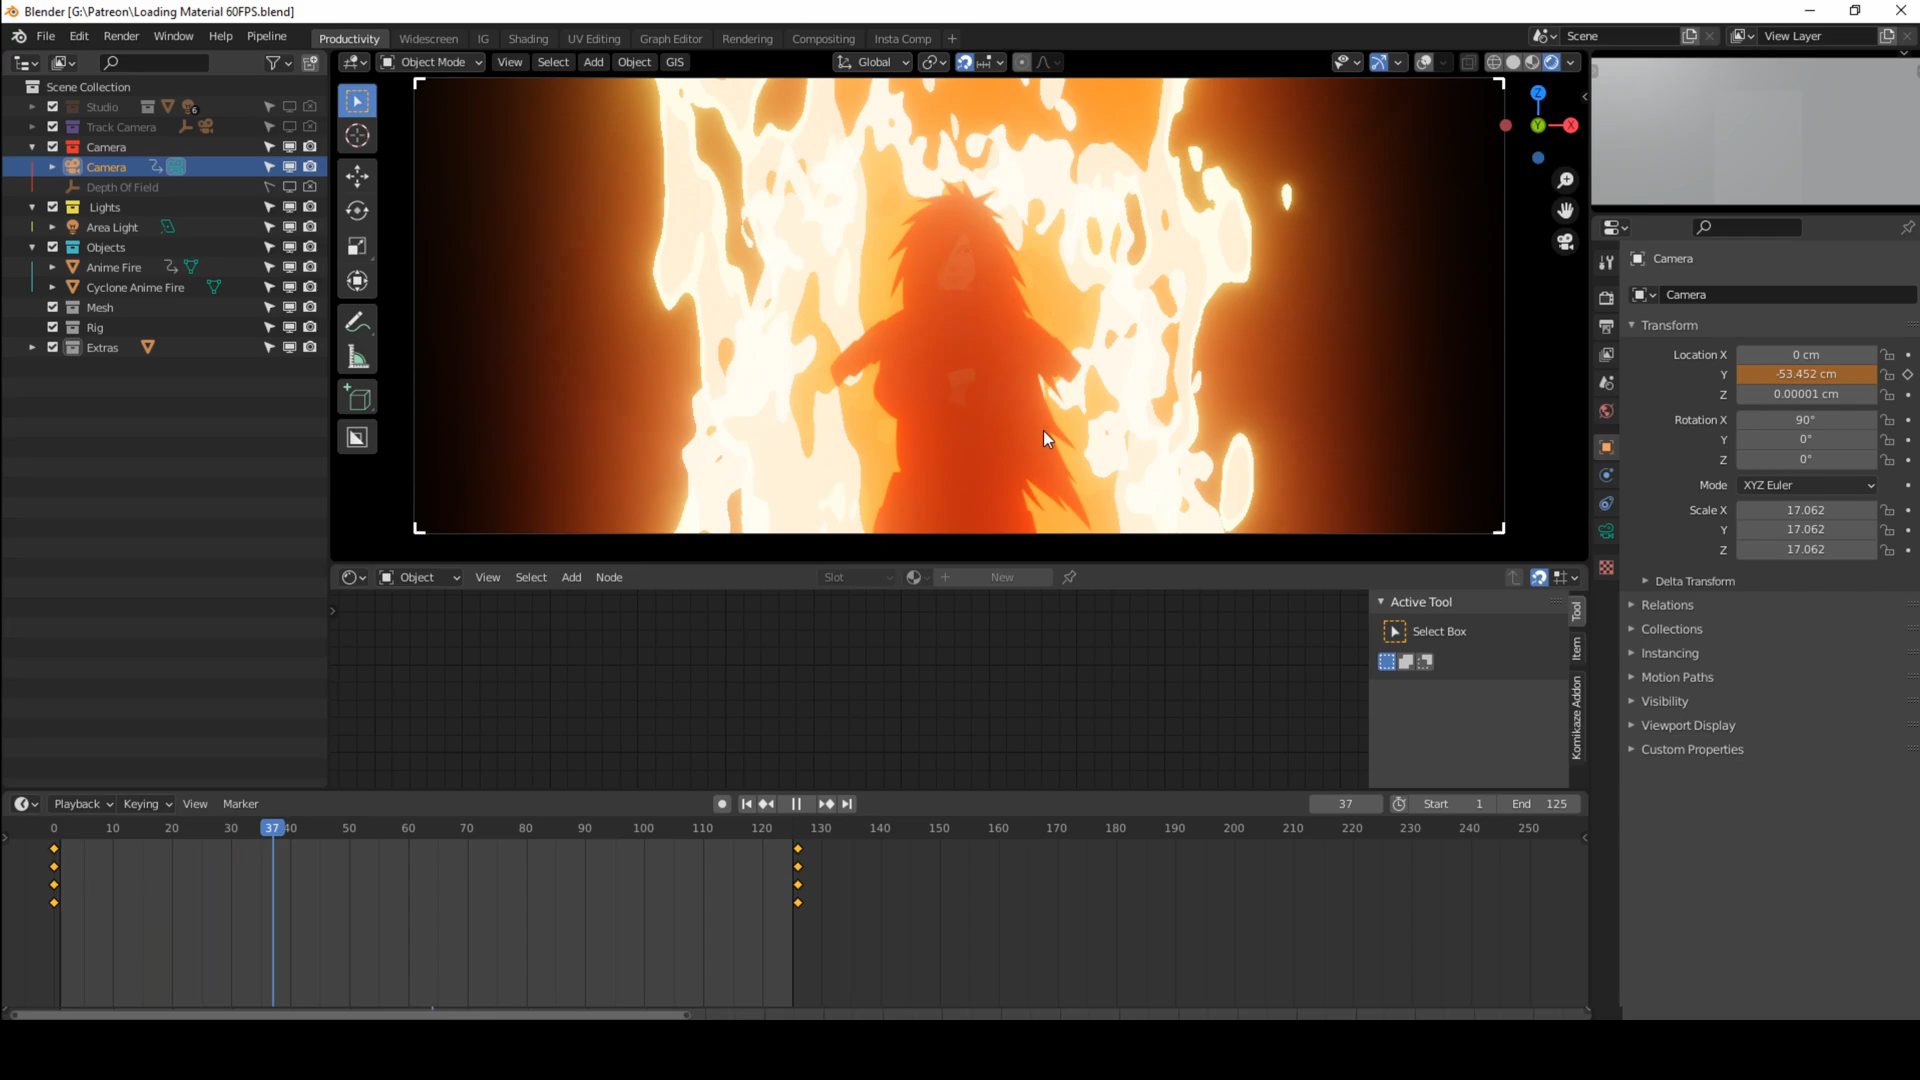 Blender [G:\Patreon\Loading Material 60FPS.blend]
File Edit Render Window Help Pipeline
Productivity Widescreen IG Shading UV Editing Graph Editor Rendering Compositing Insta Comp +
Scene
View Layer
Object Mode View Select Add Object GIS
Global
Scene Collection
Studio
6
Track Camera
Camera
Camera
Depth Of Field
Lights
Area Light
Objects
Anime Fire
Cyclone Anime Fire
Mesh
Rig
Extras
Z
Y
X
Camera
Camera
Transform
Location X 0 cm
Y -53.452 cm
Z 0.00001 cm
Rotation X 90°
Y 0°
Z 0°
Mode XYZ Euler
Scale X 17.062
Y 17.062
Z 17.062
Delta Transform
Relations
Collections
Instancing
Motion Paths
Visibility
Viewport Display
Custom Properties
Object View Select Add Node
Slot
New
Active Tool
Select Box
Tool
Item
Komikaze Addon
Playback Keying View Marker
37
Start 1
End 125
0 10 20 30 37 40 50 60 70 80 90 100 110 120 130 140 150 160 170 180 190 200 210 220 230 240 250